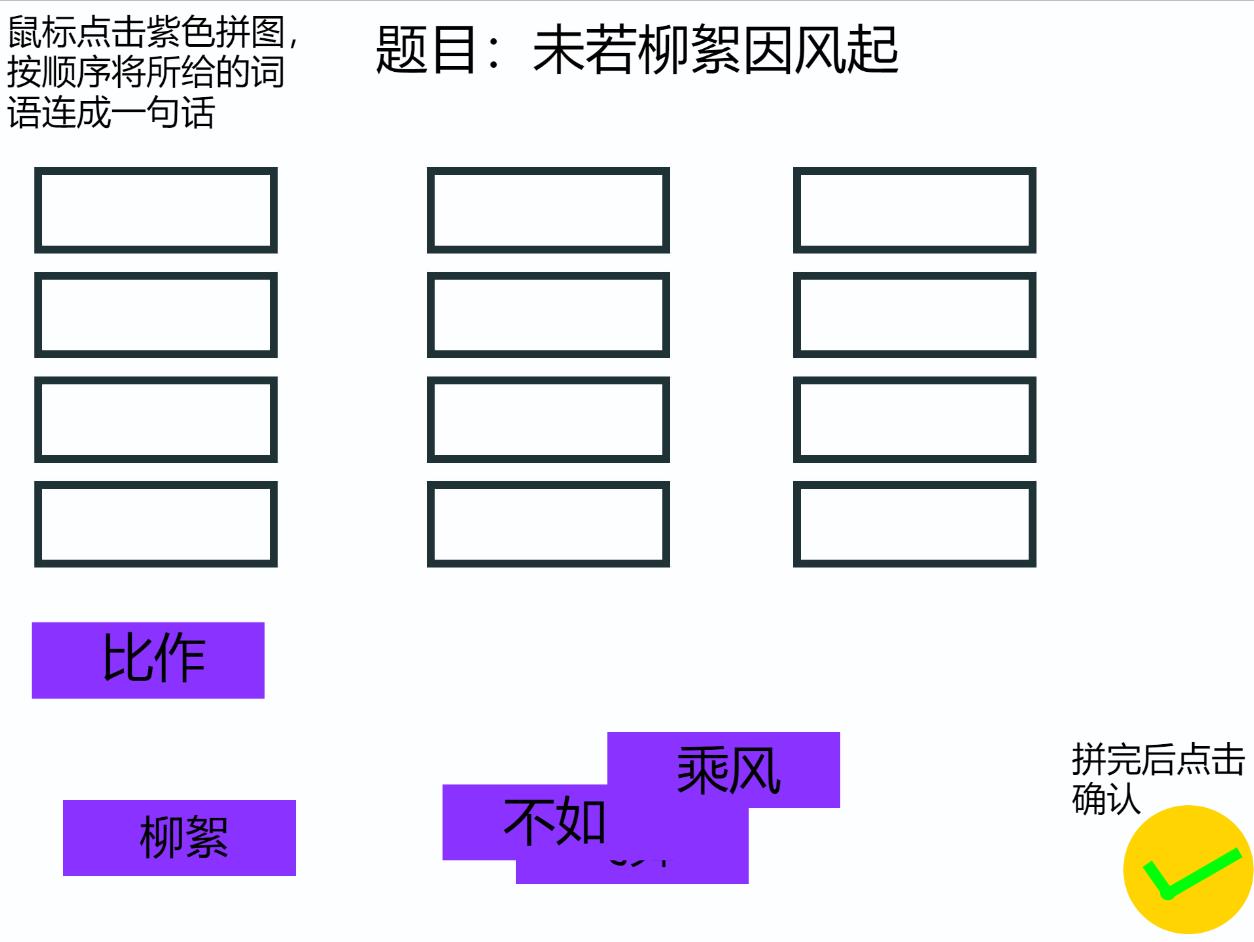 鼠标点击紫色拼图，
按顺序将所给的词
语连成一句话
题目：未若柳絮因风起
比作
乘风
不如
柳絮
拼完后点击
确认